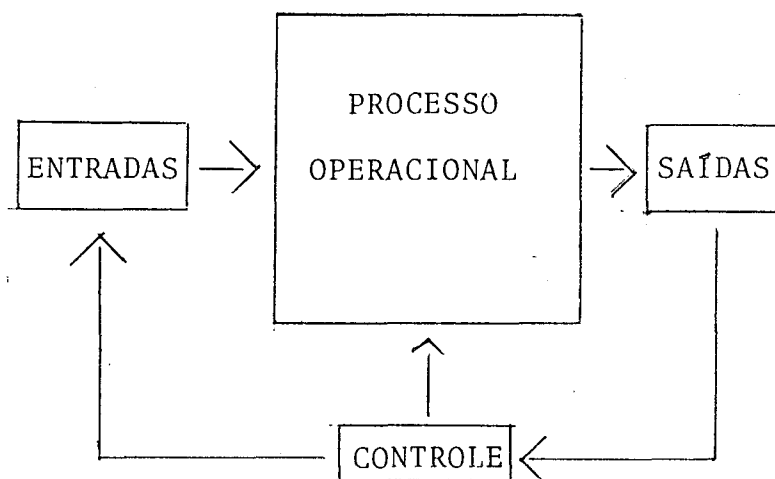 PROCESSO
OPERACIONAL
ENTRADAS
SAÍDAS
CONTROLE